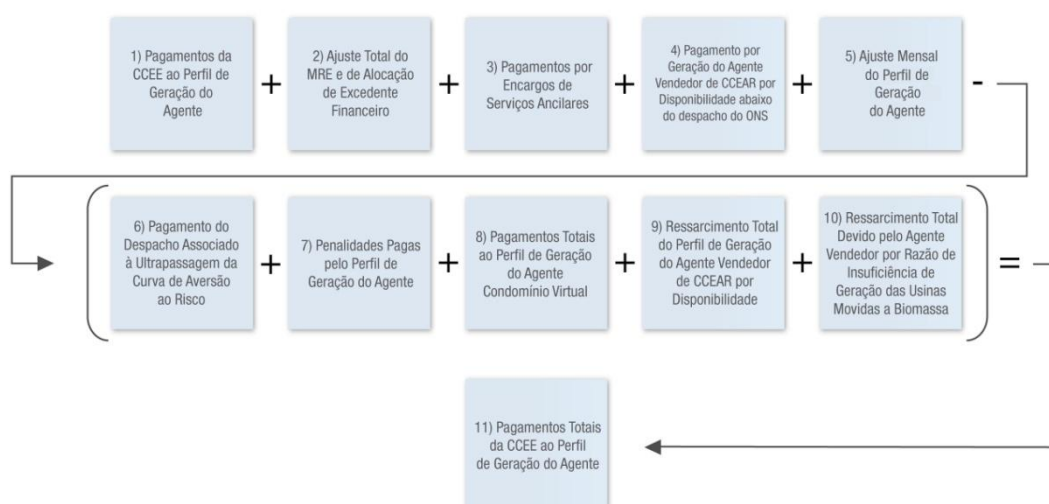 1) Pagamentos da
CCEE ao Perfil de
Geração do
Agente
+
2) Ajuste Total do
MRE e de Alocação
de Excedente
Financeiro
+
3) Pagamentos por
Encargos de
Serviços Ancilares
+
4) Pagamento por
Geração do Agente
Vendedor de CCEAR por
Disponibilidade abaixo
do despacho do ONS
+
5) Ajuste Mensal
do Perfil de
Geração
do Agente
-
(
6) Pagamento do
Despacho Associado
à Ultrapassagem da
Curva de Aversão
ao Risco
+
7) Penalidades Pagas
pelo Perfil de
Geração do Agente
+
8) Pagamentos Totais
ao Perfil de Geração
do Agente
Condomínio Virtual
+
9) Ressarcimento Total
do Perfil de Geração
do Agente Vendedor
de CCEAR por
Disponibilidade
+
10) Ressarcimento Total
Devido pelo Agente
Vendedor por Razão de
Insuficiência de
Geração das Usinas
Movidas a Biomassa
)
=
11) Pagamentos Totais
da CCEE ao Perfil
de Geração do Agente